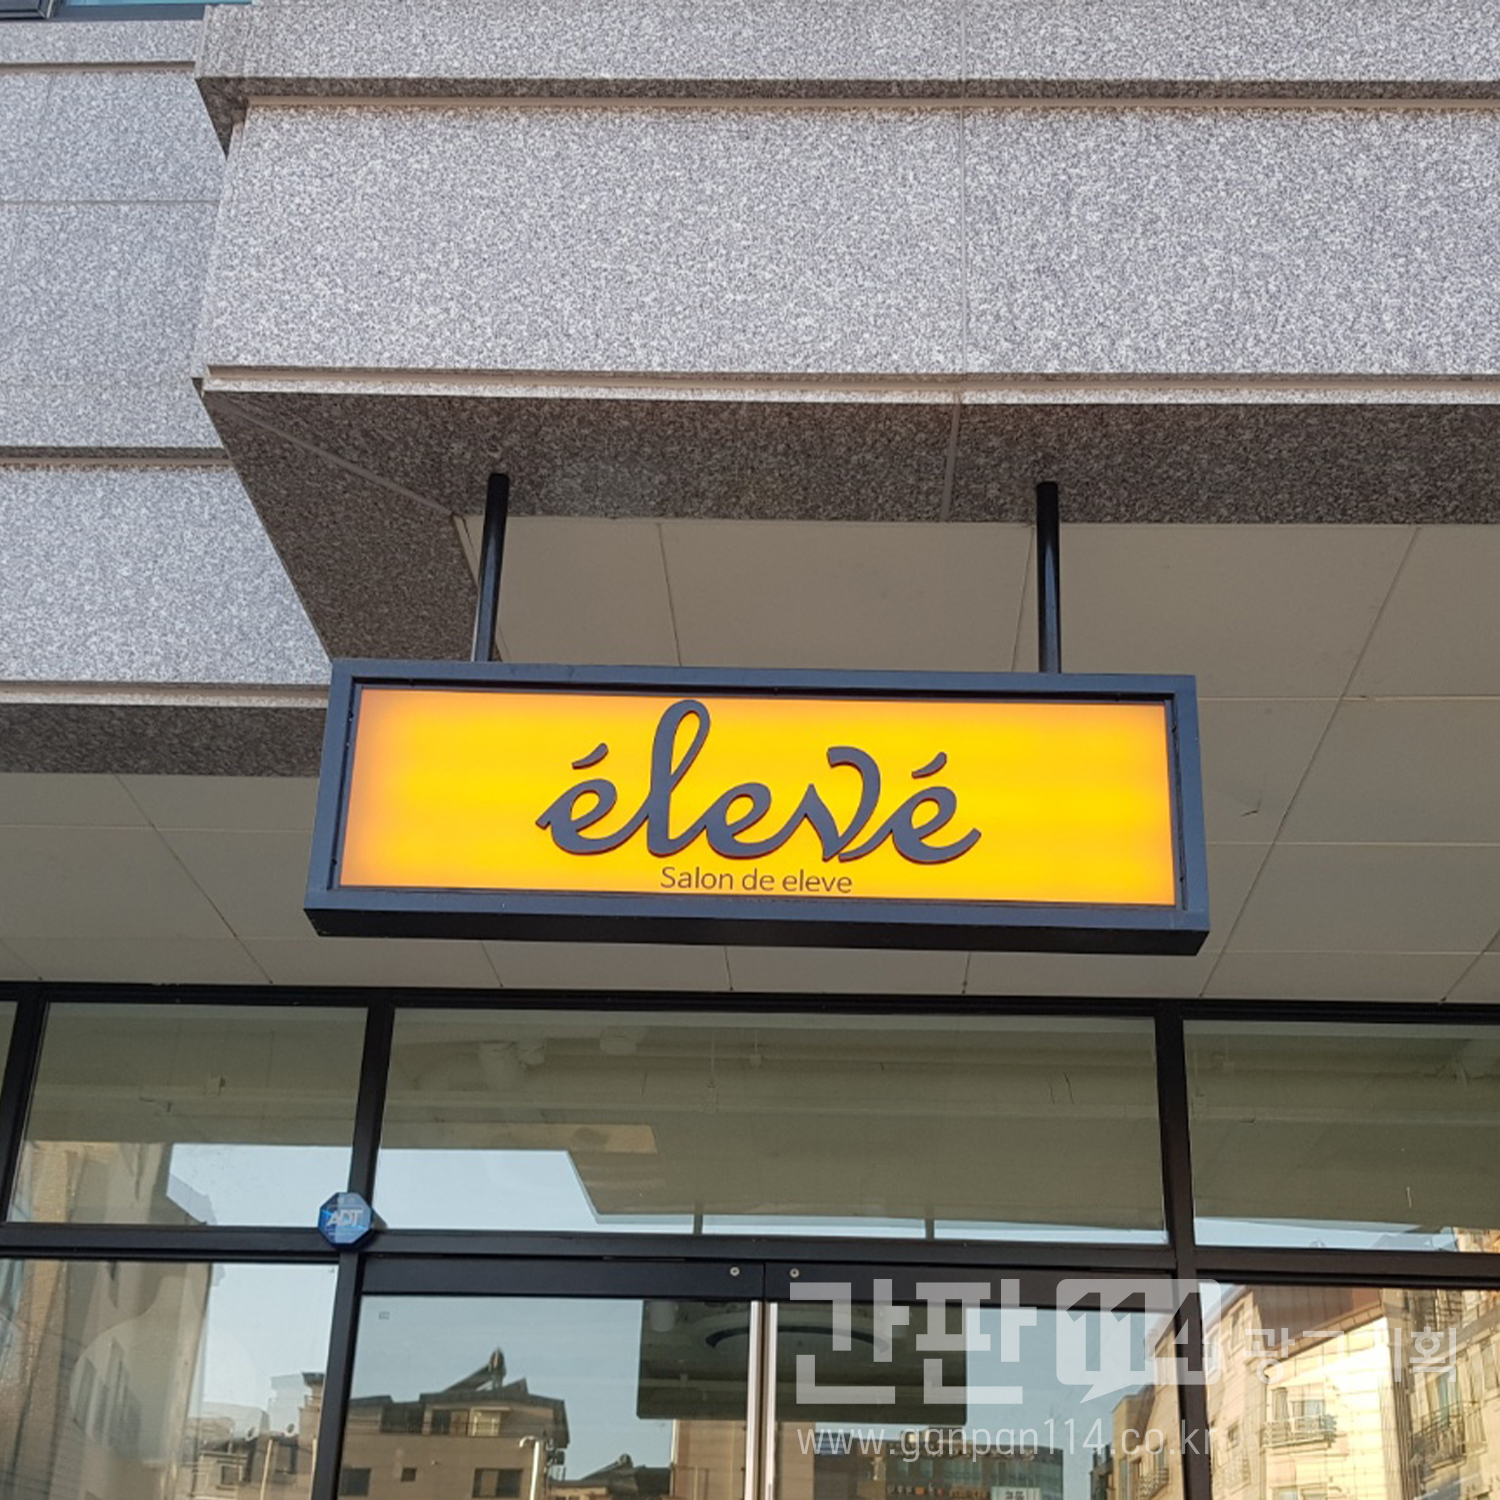 élevé
Salon de eleve
ADT
간판114 광고기획
www.ganpan114.co.kr